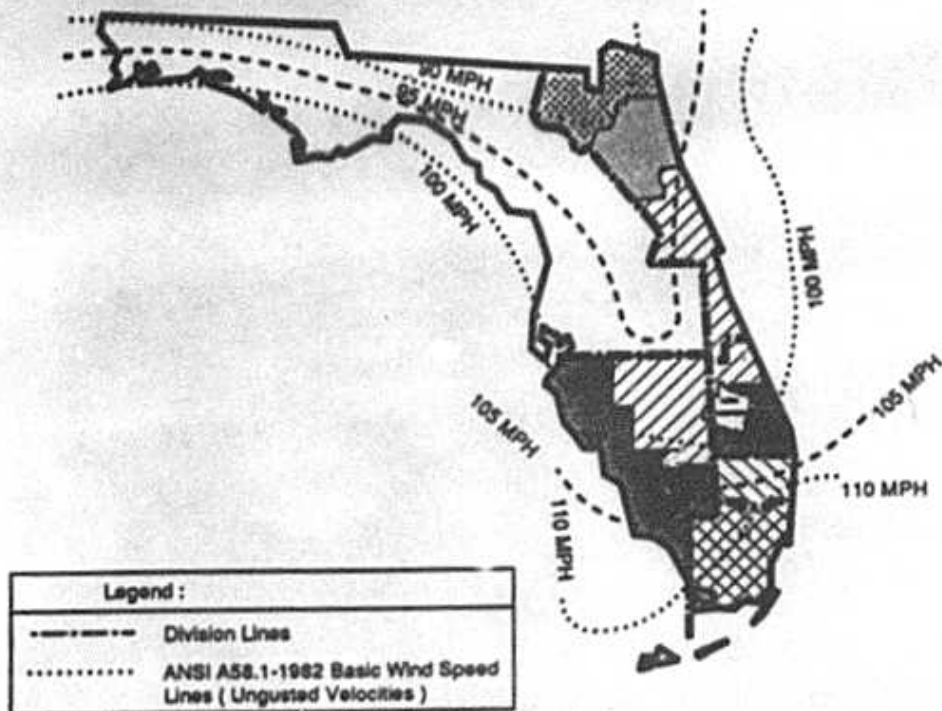 90 MPH
95 MPH
100 MPH
100 MPH
105 MPH
105 MPH
110 MPH
110 MPH
Legend :
Division Lines
ANSI A58.1-1982 Basic Wind Speed
Lines ( Ungusted Velocities )